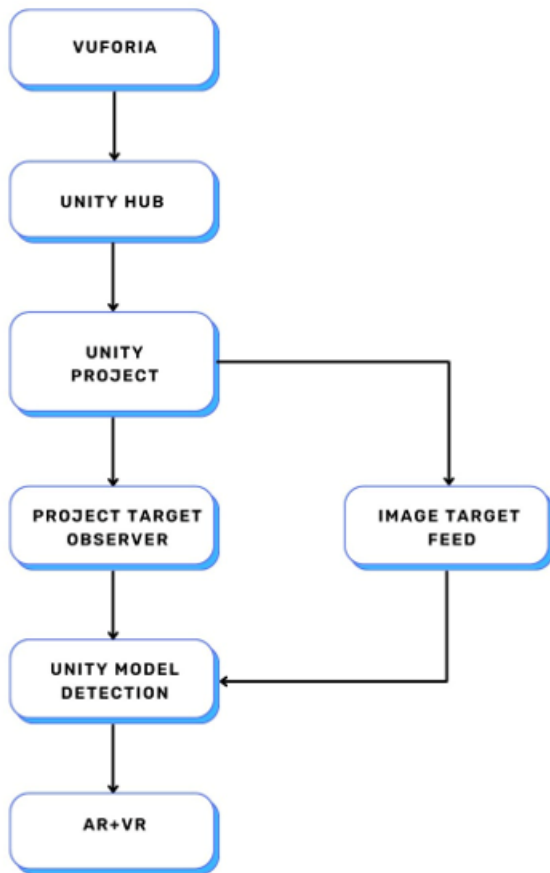 VUFORIA
UNITY HUB
UNITY
PROJECT
PROJECT TARGET
OBSERVER
IMAGE TARGET
FEED
UNITY MODEL
DETECTION
AR+VR